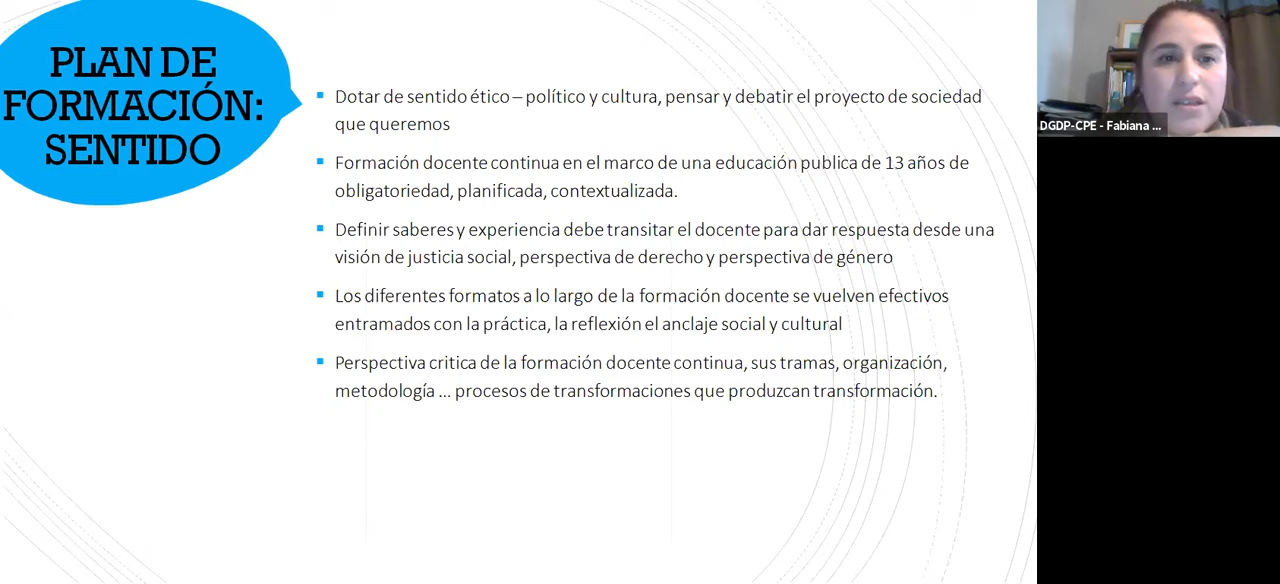 PLAN DE
FORMACIÓN:
SENTIDO
▪ Dotar de sentido ético – político y cultura, pensar y debatir el proyecto de sociedad
que queremos
▪ Formación docente continua en el marco de una educación publica de 13 años de
obligatoriedad, planificada, contextualizada.
▪ Definir saberes y experiencia debe transitar el docente para dar respuesta desde una
visión de justicia social, perspectiva de derecho y perspectiva de género
▪ Los diferentes formatos a lo largo de la formación docente se vuelven efectivos
entramados con la práctica, la reflexión el anclaje social y cultural
▪ Perspectiva critica de la formación docente continua, sus tramas, organización,
metodología ... procesos de transformaciones que produzcan transformación.
DGDP-CPE - Fabiana ...